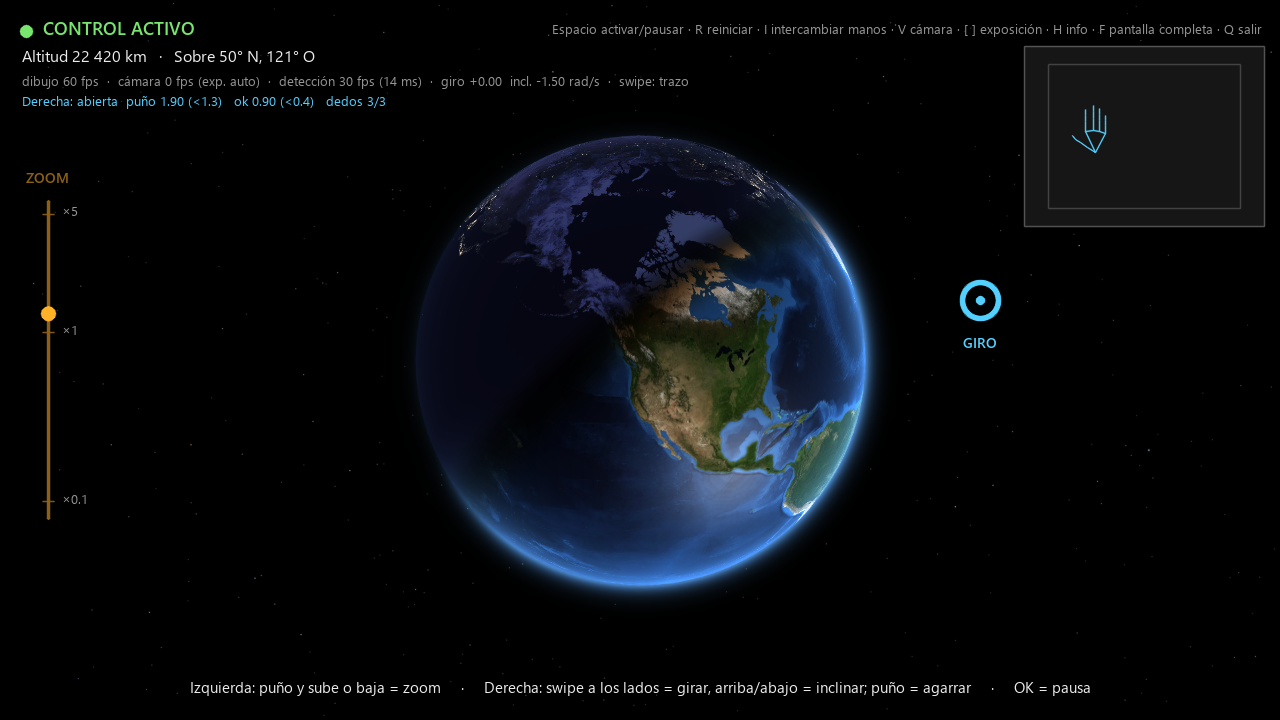 CONTROL ACTIVO
Espacio activar/pausar · R reiniciar · I intercambiar manos · V cámara · [ ] exposición · H info · F pantalla completa · Q salir
Altitud 22 420 km · Sobre 50° N, 121° O
dibujo 60 fps · cámara 0 fps (exp. auto) · detección 30 fps (14 ms) · giro +0.00 incl. -1.50 rad/s · swipe: trazo
Derecha: abierta puño 1.90 (<1.3) ok 0.90 (<0.4) dedos 3/3
ZOOM
×5
×1
×0.1
GIRO
Izquierda: puño y sube o baja = zoom · Derecha: swipe a los lados = girar, arriba/abajo = inclinar; puño = agarrar · OK = pausa